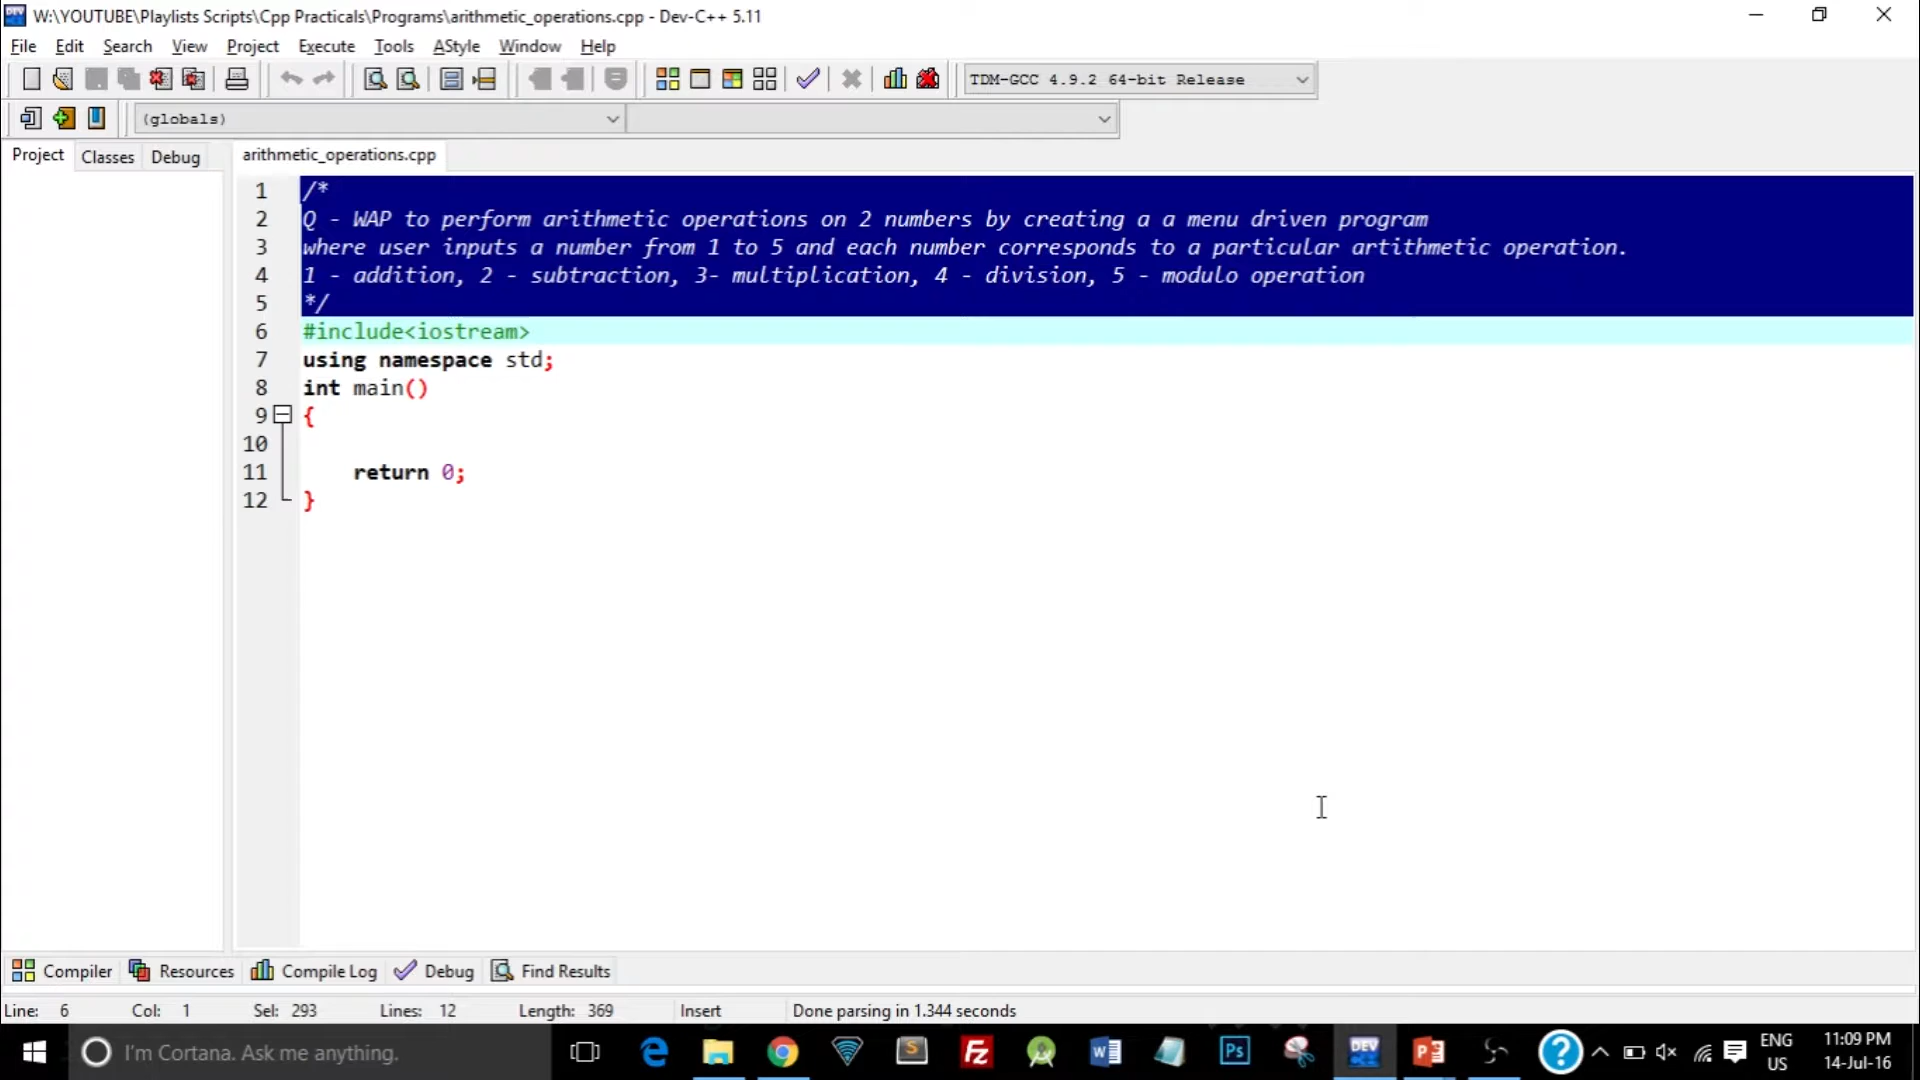 W:\YOUTUBE\Playlists Scripts\Cpp Practicals\Programs\arithmetic_operations.cpp - Dev-C++ 5.11
File Edit Search View Project Execute Tools AStyle Window Help
TDM-GCC 4.9.2 64-bit Release
(globals)
Project Classes Debug arithmetic_operations.cpp
1 /*
2 Q - WAP to perform arithmetic operations on 2 numbers by creating a a menu driven program
3 where user inputs a number from 1 to 5 and each number corresponds to a particular artithmetic operation.
4 1 - addition, 2 - subtraction, 3- multiplication, 4 - division, 5 - modulo operation
5 */
6 #include<iostream>
7 using namespace std;
8 int main()
9 {
10
11 return 0;
12 }
Compiler Resources Compile Log Debug Find Results
Line: 6 Col: 1 Sel: 293 Lines: 12 Length: 369 Insert Done parsing in 1.344 seconds
I'm Cortana. Ask me anything. ENG 11:09 PM
US 14-Jul-16